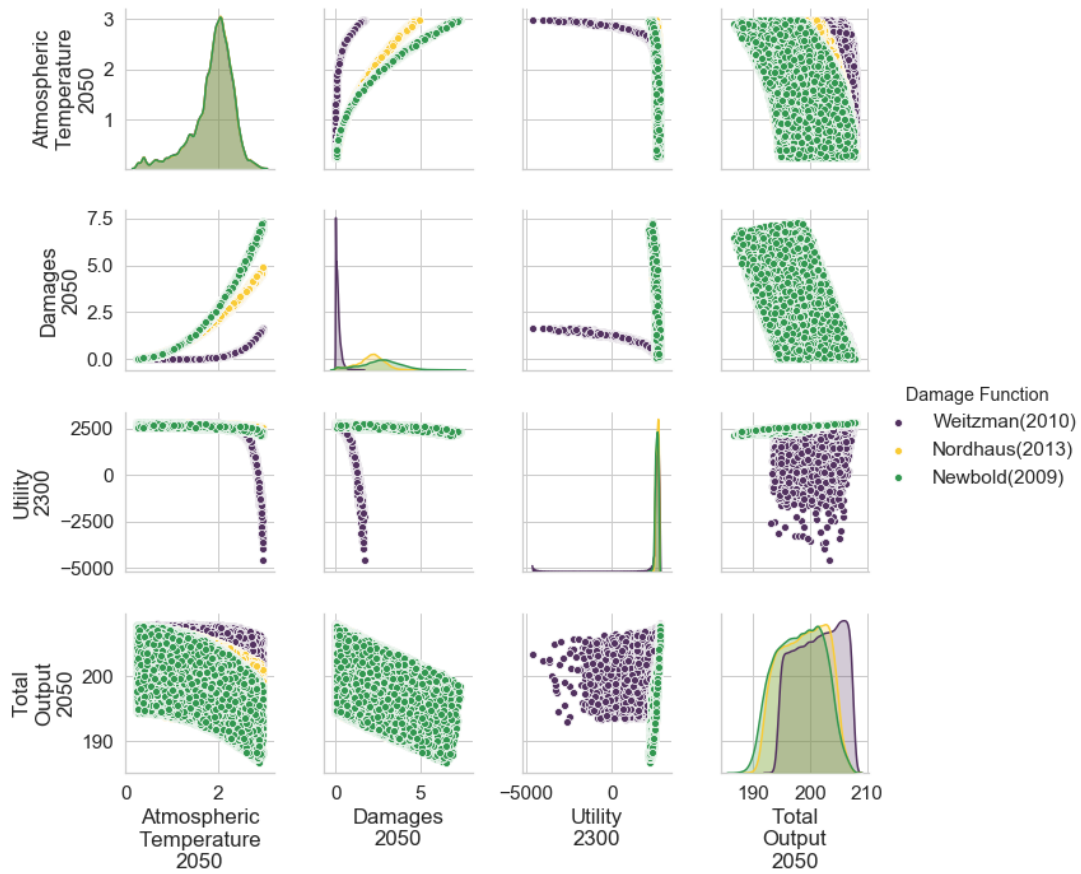 Atmospheric
Temperature
2050
3
2
1
Damages
2050
7.5
5.0
2.5
0.0
Utility
2300
2500
0
−2500
−5000
Total
Output
2050
200
190
0
2
Atmospheric
Temperature
2050
0
5
Damages
2050
−5000
0
Utility
2300
190
200
210
Total
Output
2050
Damage Function
Weitzman(2010)
Nordhaus(2013)
Newbold(2009)